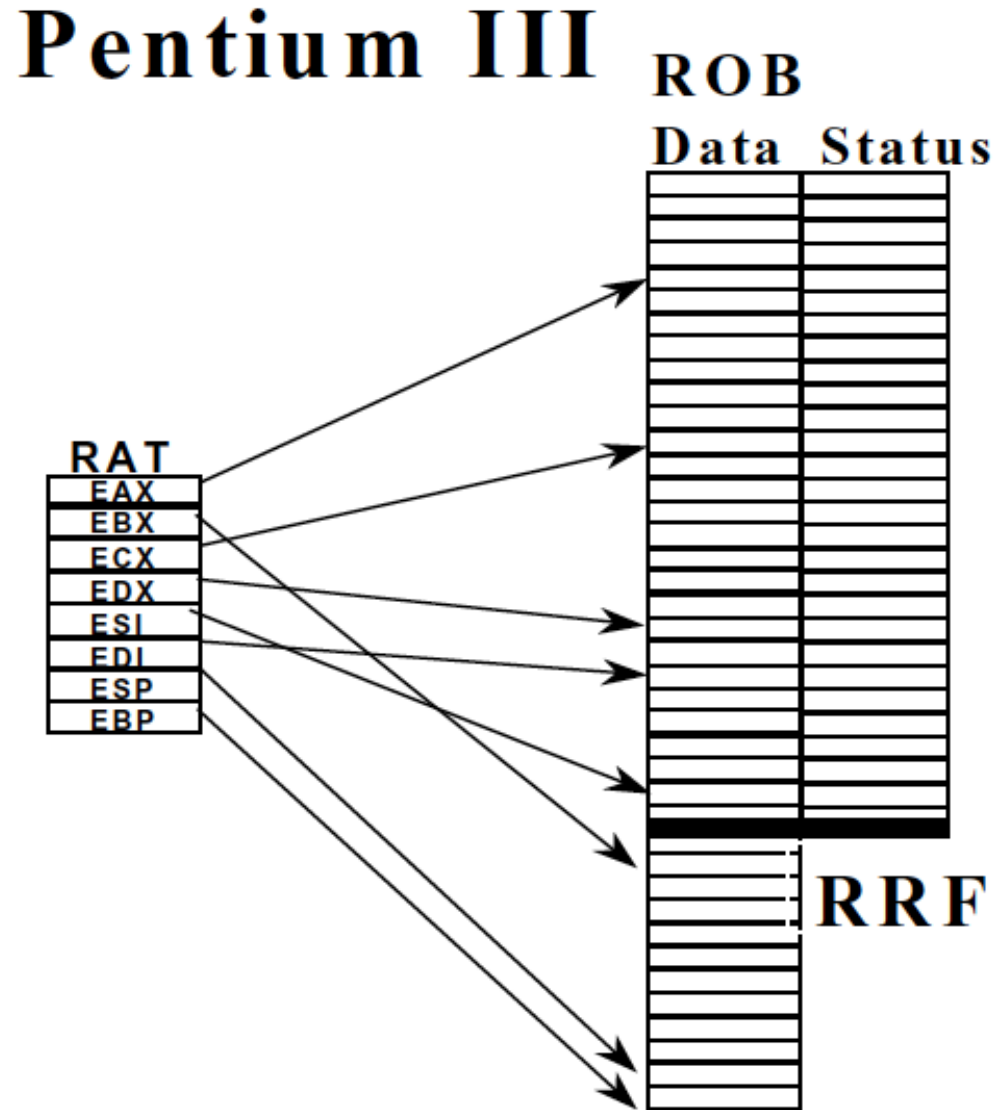 Pentium III
ROB
Data Status
RAT
EAX
EBX
ECX
EDX
ESI
EDI
ESP
EBP
RRF